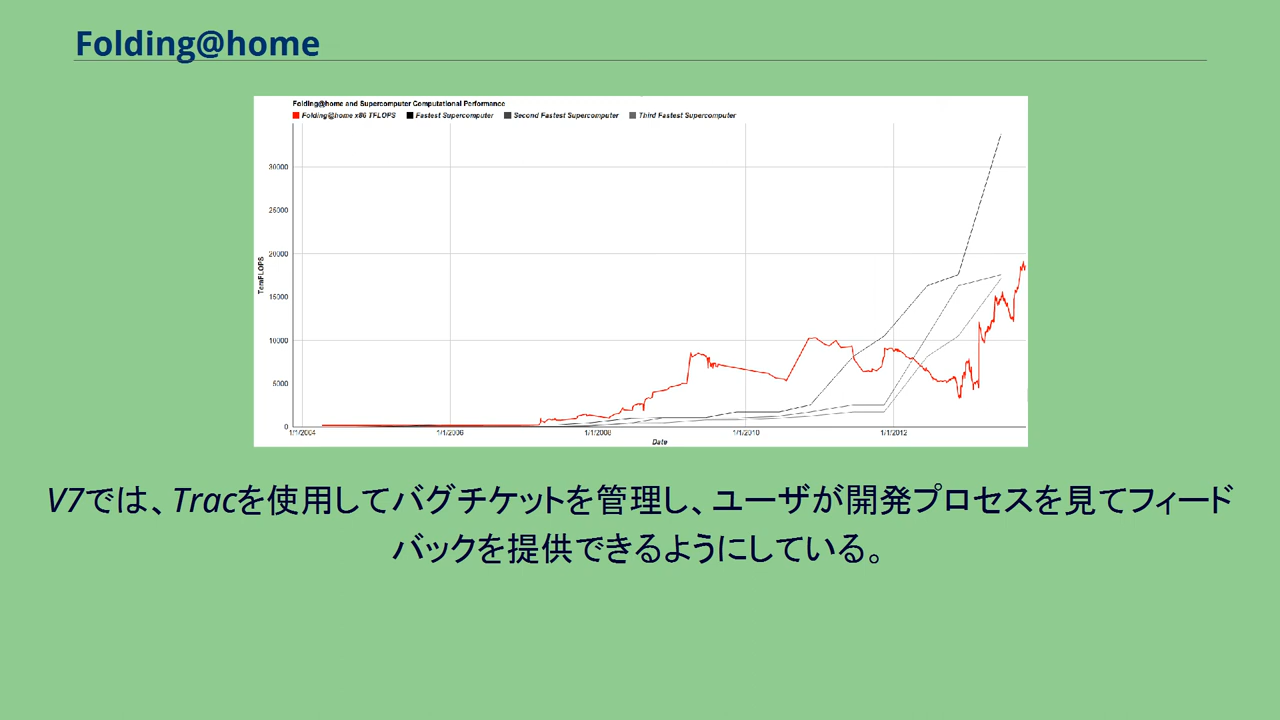 Folding@home
Folding@home and Supercomputer Computational Performance
Folding@home x86 TFLOPS Fastest Supercomputer Second Fastest Supercomputer Third Fastest Supercomputer
30000
25000
20000
15000
10000
5000
0
TeraFLOPS
1/1/2004 1/1/2006 1/1/2008 1/1/2010 1/1/2012
Date
V7では、Tracを使用してバグチケットを管理し、ユーザが開発プロセスを見てフィード
バックを提供できるようにしている。